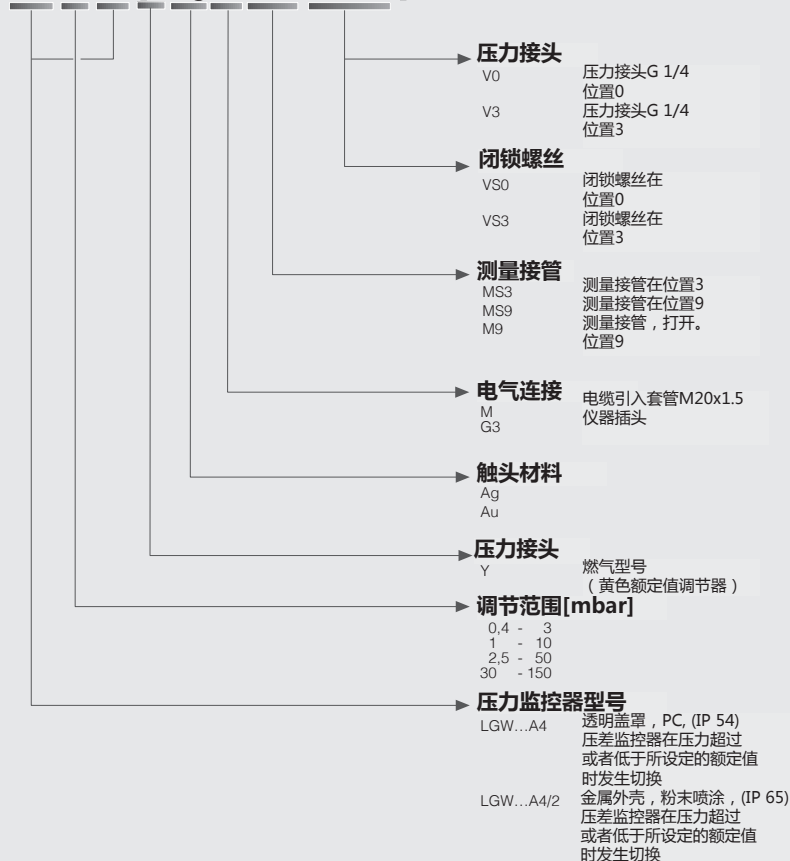 压力接头
V0 压力接头G 1/4
位置0
V3 压力接头G 1/4
位置3
闭锁螺丝
VS0 闭锁螺丝在
位置0
VS3 闭锁螺丝在
位置3
测量接管
MS3 测量接管在位置3
MS9 测量接管在位置9
M9 测量接管，打开。
位置9
电气连接
M 电缆引入套管M20x1.5
G3 仪器插头
触头材料
Ag
Au
压力接头
Y 燃气型号
（黄色额定值调节器）
调节范围[mbar]
0,4 - 3
1 - 10
2,5 - 50
30 - 150
压力监控器型号
LGW…A4 透明盖罩，PC, (IP 54)
压差监控器在压力超过
或者低于所设定的额定值
时发生切换
LGW…A4/2 金属外壳，粉末喷涂，(IP 65)
压差监控器在压力超过
或者低于所设定的额定值
时发生切换